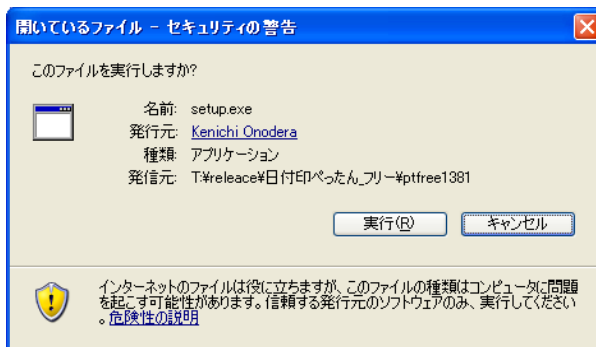 開いているファイル - セキュリティの警告
このファイルを実行しますか?
名前: setup.exe
発行元: Kenichi Onodera
種類: アプリケーション
発信元: T:¥releace¥日付印ぺったん_フリー¥ptfree1381
実行(R) キャンセル
インターネットのファイルは役に立ちますが、このファイルの種類はコンピュータに問題
を起こす可能性があります。信頼する発行元のソフトウェアのみ、実行してください
。危険性の説明